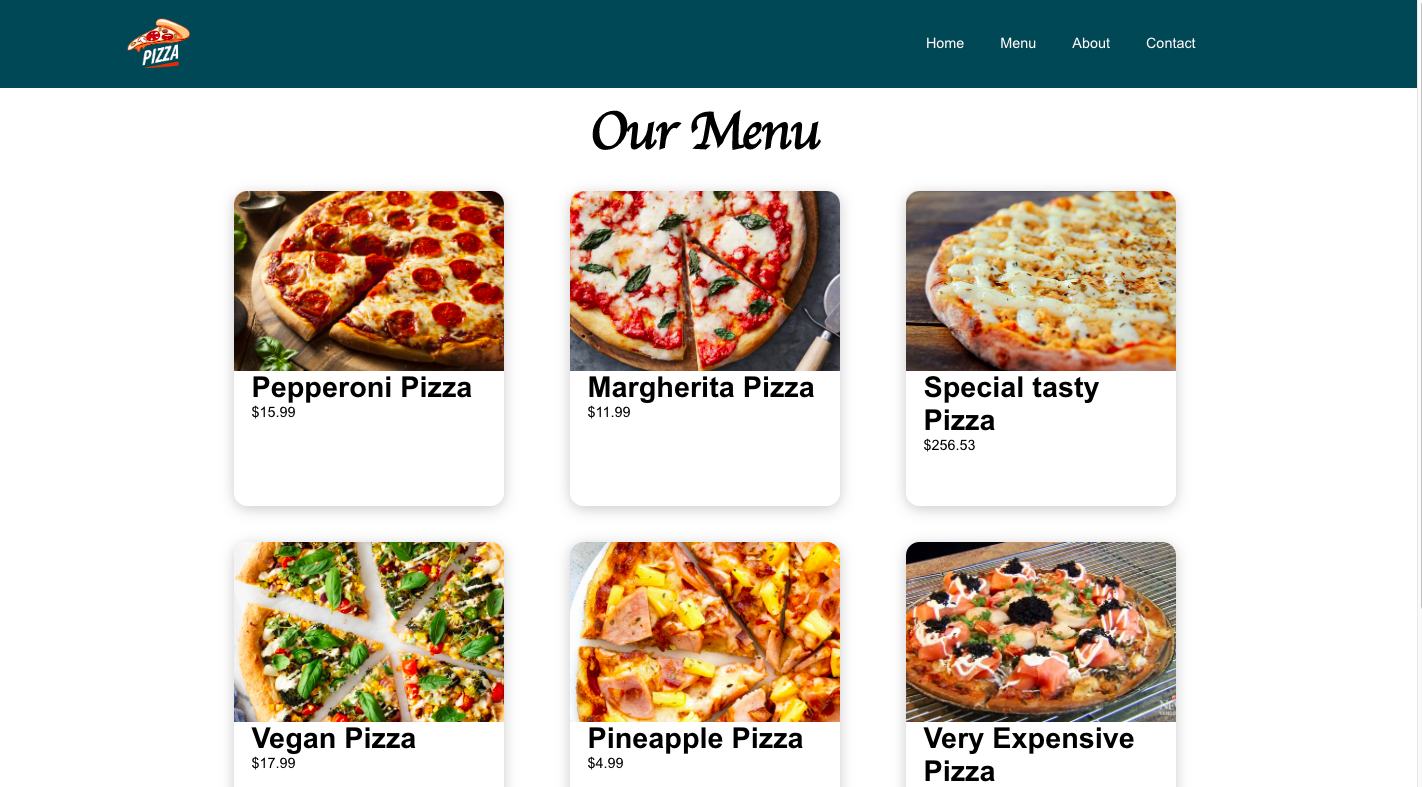 PIZZA
Home Menu About Contact
Our Menu
Pepperoni Pizza
$15.99
Margherita Pizza
$11.99
Special tasty
Pizza
$256.53
Vegan Pizza
$17.99
Pineapple Pizza
$4.99
Very Expensive
Pizza